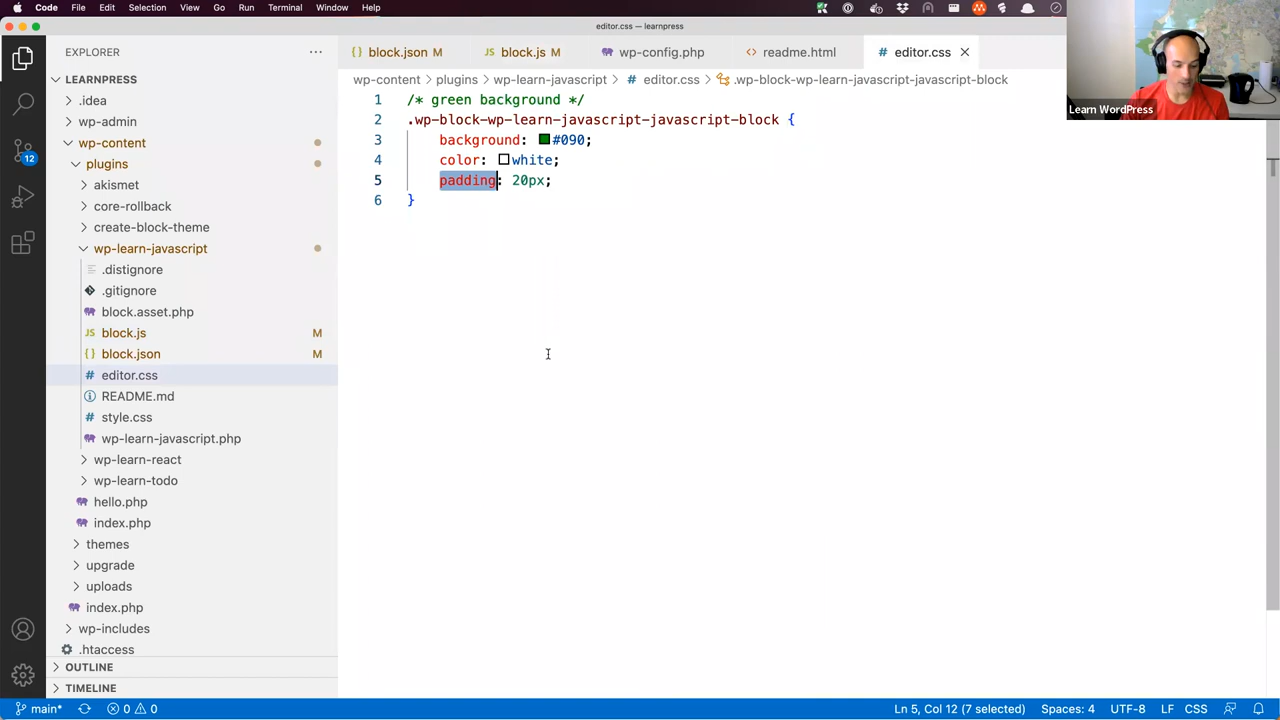 Code File Edit Selection View Go Run Terminal Window Help
editor.css — learnpress
EXPLORER
LEARNPRESS
.idea
wp-admin
wp-content
plugins
akismet
core-rollback
create-block-theme
wp-learn-javascript
.distignore
.gitignore
block.asset.php
JS block.js M
{} block.json M
# editor.css
README.md
# style.css
wp-learn-javascript.php
wp-learn-react
wp-learn-todo
hello.php
index.php
themes
upgrade
uploads
index.php
wp-includes
.htaccess
OUTLINE
TIMELINE
12
{} block.json M JS block.js M wp-config.php <> readme.html # editor.css ×
wp-content > plugins > wp-learn-javascript > # editor.css > .wp-block-wp-learn-javascript-javascript-block
1 /* green background */
2 .wp-block-wp-learn-javascript-javascript-block {
3 background: #090;
4 color: white;
5 padding: 20px;
6 }
Learn WordPress
main* 0 0 Ln 5, Col 12 (7 selected) Spaces: 4 UTF-8 LF CSS